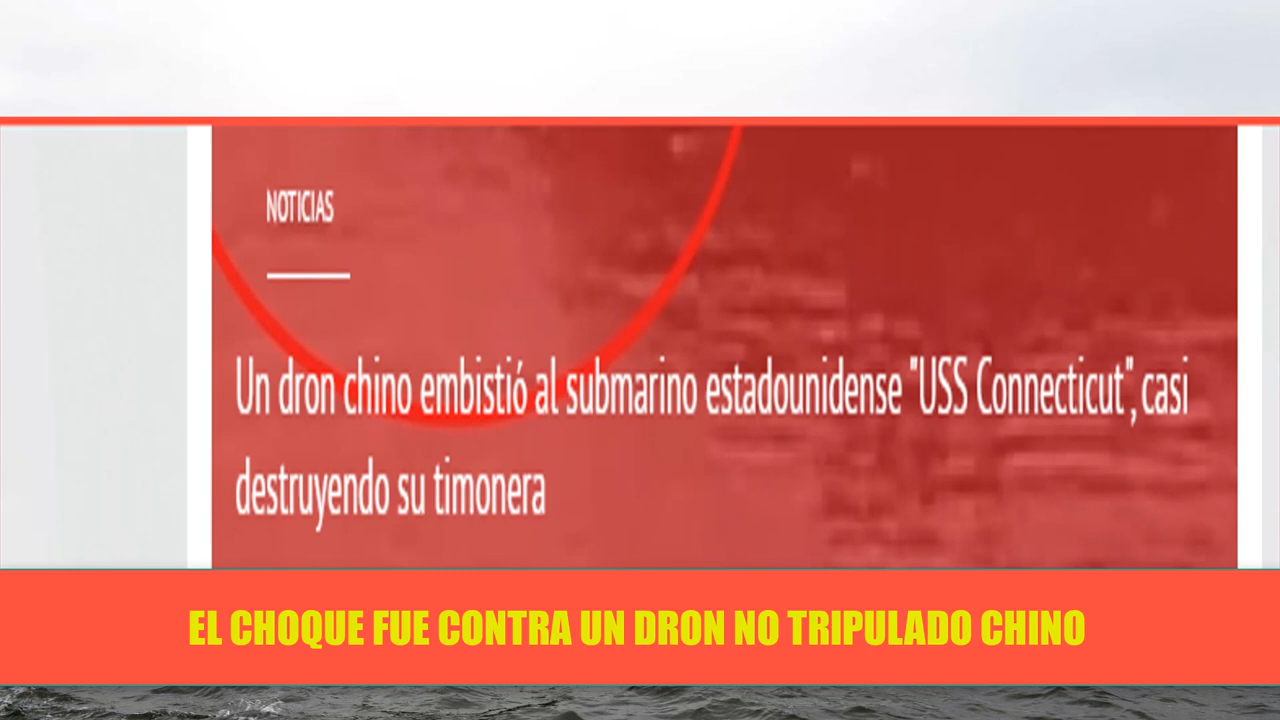 NOTICIAS
Un dron chino embistió al submarino estadounidense "USS Connecticut", casi
destruyendo su timonera
EL CHOQUE FUE CONTRA UN DRON NO TRIPULADO CHINO